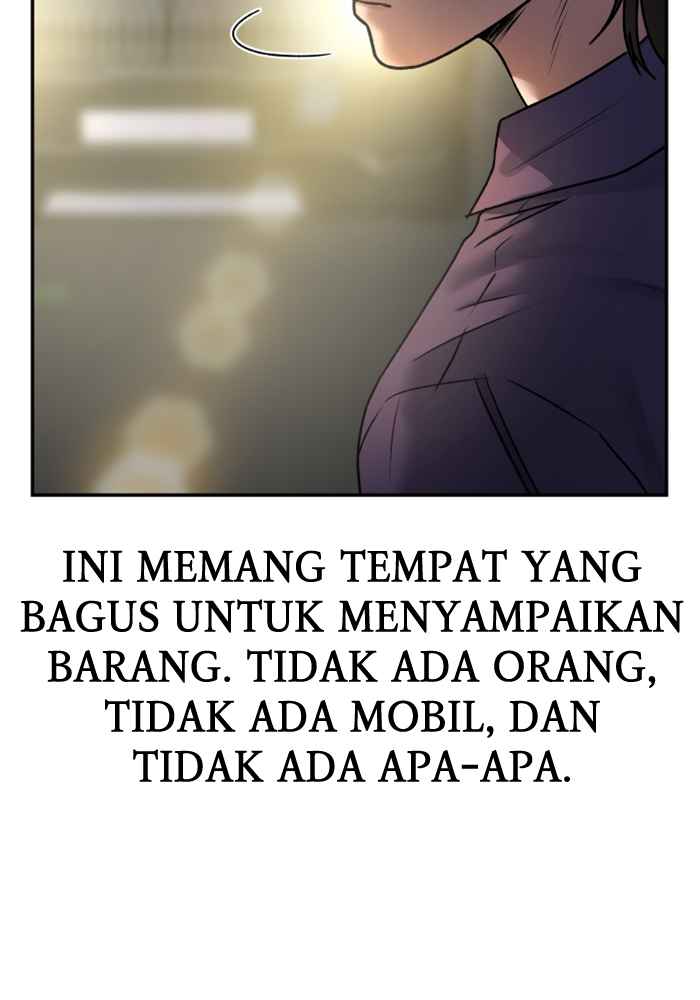 INI MEMANG TEMPAT YANG
BAGUS UNTUK MENYAMPAIKAN
BARANG. TIDAK ADA ORANG,
TIDAK ADA MOBIL, DAN
TIDAK ADA APA-APA.